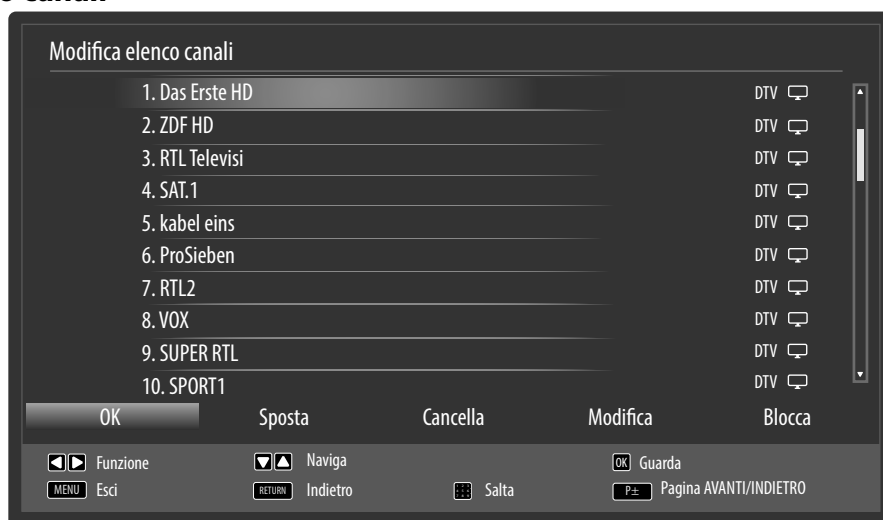 Modifica elenco canali
1. Das Erste HD DTV
2. ZDF HD DTV
3. RTL Televisi DTV
4. SAT.1 DTV
5. kabel eins DTV
6. ProSieben DTV
7. RTL2 DTV
8. VOX DTV
9. SUPER RTL DTV
10. SPORT1 DTV
OK Sposta Cancella Modifica Blocca
Funzione Naviga OK Guarda
MENU Esci RETURN Indietro Salta P± Pagina AVANTI/INDIETRO